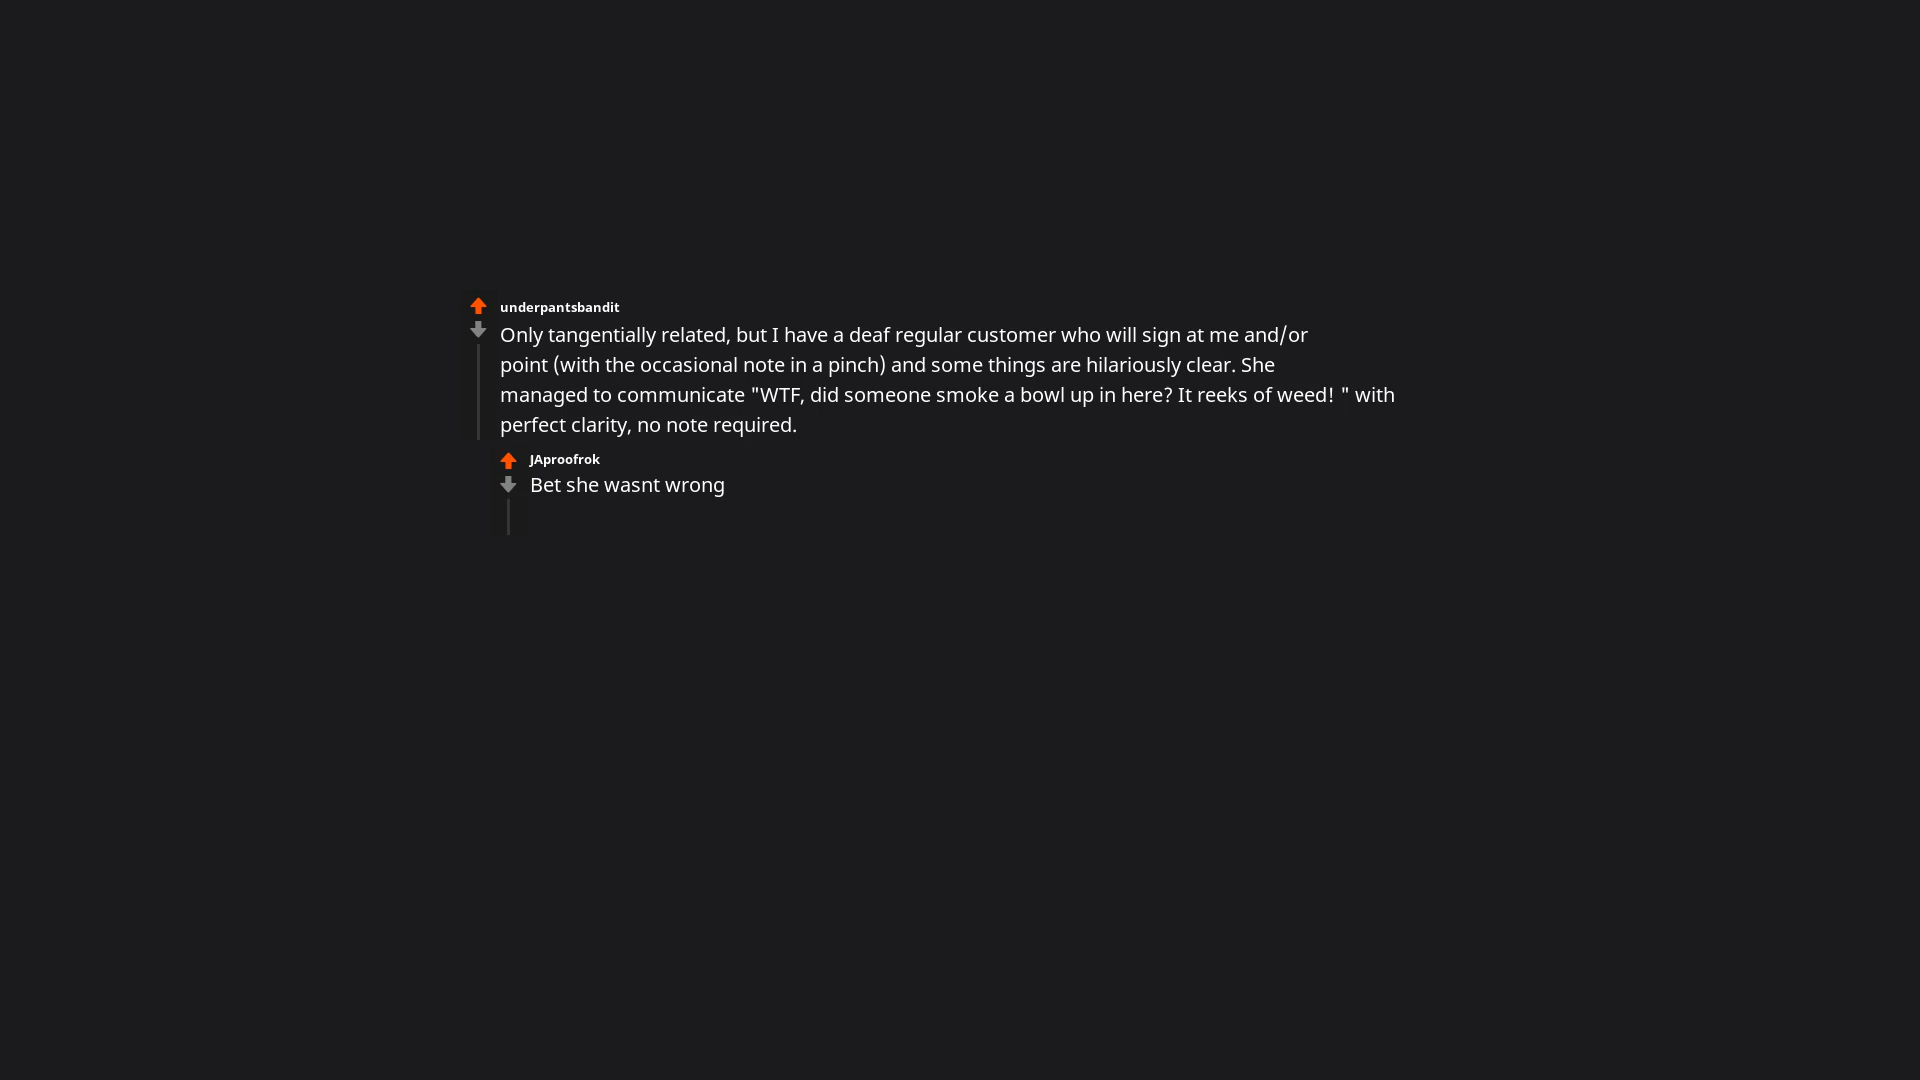 underpantsbandit
Only tangentially related, but I have a deaf regular customer who will sign at me and/or
point (with the occasional note in a pinch) and some things are hilariously clear. She
managed to communicate "WTF, did someone smoke a bowl up in here? It reeks of weed! " with
perfect clarity, no note required.
JAproofrok
Bet she wasnt wrong